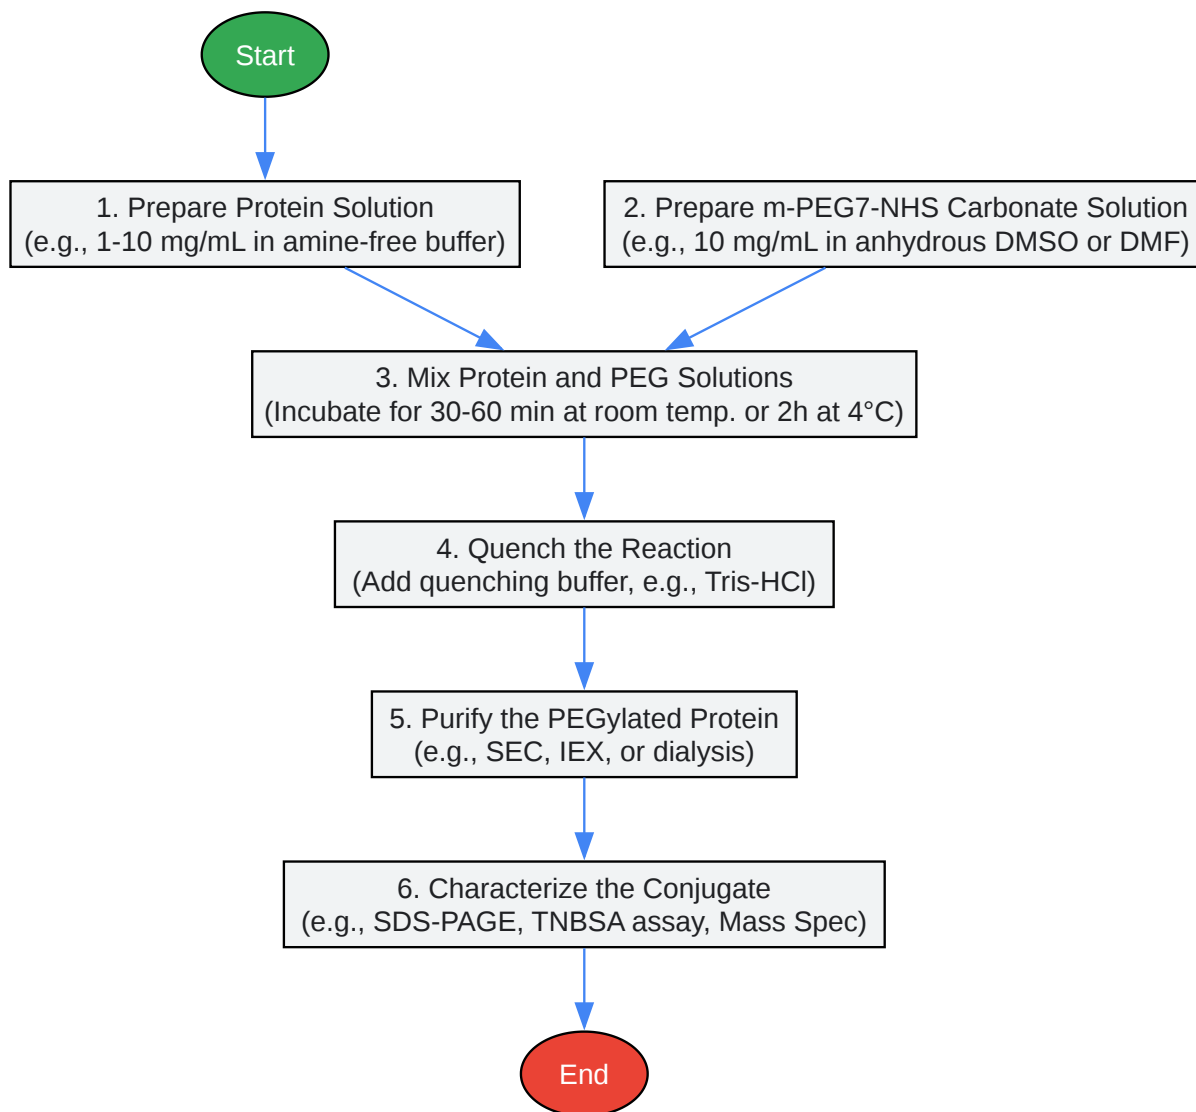 Start
1. Prepare Protein Solution
(e.g., 1-10 mg/mL in amine-free buffer)
2. Prepare m-PEG7-NHS Carbonate Solution
(e.g., 10 mg/mL in anhydrous DMSO or DMF)
3. Mix Protein and PEG Solutions
(Incubate for 30-60 min at room temp. or 2h at 4°C)
4. Quench the Reaction
(Add quenching buffer, e.g., Tris-HCl)
5. Purify the PEGylated Protein
(e.g., SEC, IEX, or dialysis)
6. Characterize the Conjugate
(e.g., SDS-PAGE, TNBSA assay, Mass Spec)
End